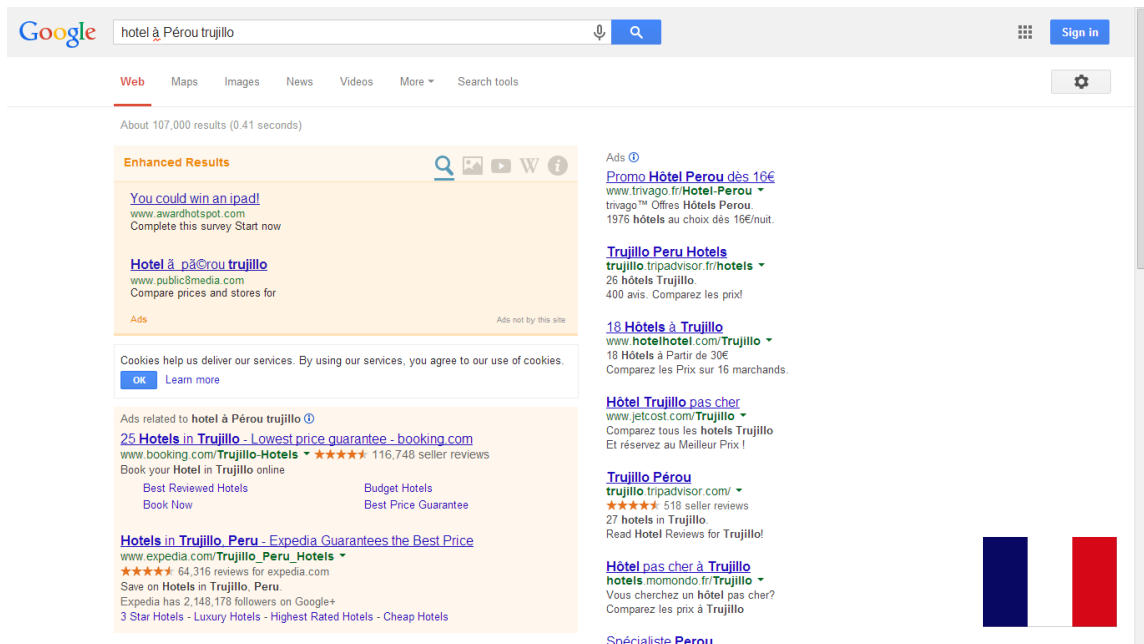 Google
hotel à Pérou trujillo
Sign in
Web Maps Images News Videos More Search tools
About 107,000 results (0.41 seconds)
Enhanced Results
W i
You could win an ipad!
www.awardhotspot.com
Complete this survey Start now
Hotel ã  pã©rou trujillo
www.public8media.com
Compare prices and stores for
Ads
Ads not by this site
Cookies help us deliver our services. By using our services, you agree to our use of cookies.
OK Learn more
Ads related to hotel à Pérou trujillo
25 Hotels in Trujillo - Lowest price guarantee - booking.com
www.booking.com/Trujillo-Hotels 116,748 seller reviews
Book your Hotel in Trujillo online
Best Reviewed Hotels Budget Hotels
Book Now Best Price Guarantee
Hotels in Trujillo, Peru - Expedia Guarantees the Best Price
www.expedia.com/Trujillo_Peru_Hotels
64,316 reviews for expedia.com
Save on Hotels in Trujillo, Peru.
Expedia has 2,148,178 followers on Google+
3 Star Hotels - Luxury Hotels - Highest Rated Hotels - Cheap Hotels
Ads
Promo Hôtel Perou dès 16€
www.trivago.fr/Hotel-Perou
trivago™ Offres Hôtels Perou.
1976 hôtels au choix dès 16€/nuit.
Trujillo Peru Hotels
trujillo.tripadvisor.fr/hotels
26 hôtels Trujillo.
400 avis. Comparez les prix!
18 Hôtels à Trujillo
www.hotelhotel.com/Trujillo
18 Hôtels à Partir de 30€
Comparez les Prix sur 16 marchands.
Hôtel Trujillo pas cher
www.jetcost.com/Trujillo
Comparez tous les hotels Trujillo
Et réservez au Meilleur Prix !
Trujillo Pérou
trujillo.tripadvisor.com/
518 seller reviews
27 hotels in Trujillo.
Read Hotel Reviews for Trujillo!
Hôtel pas cher à Trujillo
hotels.momondo.fr/Trujillo
Vous cherchez un hôtel pas cher?
Comparez les prix à Trujillo
Spécialiste Perou